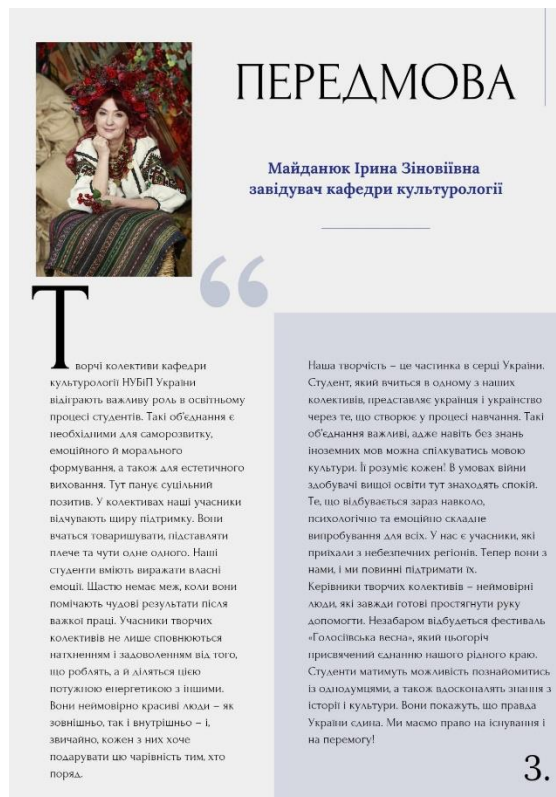 ПЕРЕДМОВА
Майданюк Ірина Зіновіївна
завідувач кафедри культурології
“
Творчі колективи кафедри
культурології НУБіП України
відіграють важливу роль в освітньому
процесі студентів. Такі об'єднання є
необхідними для саморозвитку,
емоційного й морального
формування, а також для естетичного
виховання. Тут панує суцільний
позитив. У колективах наші учасники
відчувають щиру підтримку. Вони
вчаться товаришувати, підставляти
плече та чути одне одного. Наші
студенти вміють виражати власні
емоції. Щастю немає меж, коли вони
помічають чудові результати після
важкої праці. Учасники творчих
колективів не лише сповнюються
натхненням і задоволенням від того,
що роблять, а й діляться цією
потужною енергетикою з іншими.
Вони неймовірно красиві люди – як
зовнішньо, так і внутрішньо – і,
звичайно, кожен з них хоче
подарувати цю чарівність тим, хто
поряд.
Наша творчість – це частинка в серці України.
Студент, який вчиться в одному з наших
колективів, представляє українця і українство
через те, що створює у процесі навчання. Такі
об'єднання важливі, адже навіть без знань
іноземних мов можна спілкуватись мовою
культури. Її розуміє кожен! В умовах війни
здобувачі вищої освіти тут знаходять спокій.
Те, що відбувається зараз навколо,
психологічно та емоційно складне
випробування для всіх. У нас є учасники, які
приїхали з небезпечних регіонів. Тепер вони з
нами, і ми повинні підтримати їх.
Керівники творчих колективів – неймовірні
люди, які завжди готові простягнути руку
допомоги. Незабаром відбудеться фестиваль
«Голосіївська весна», який цьогоріч
присвячений єднанню нашого рідного краю.
Студенти матимуть можливість познайомитись
із однодумцями, а також вдосконалять знання з
історії і культури. Вони покажуть, що правда
України єдина. Ми маємо право на існування і
на перемогу!
3.